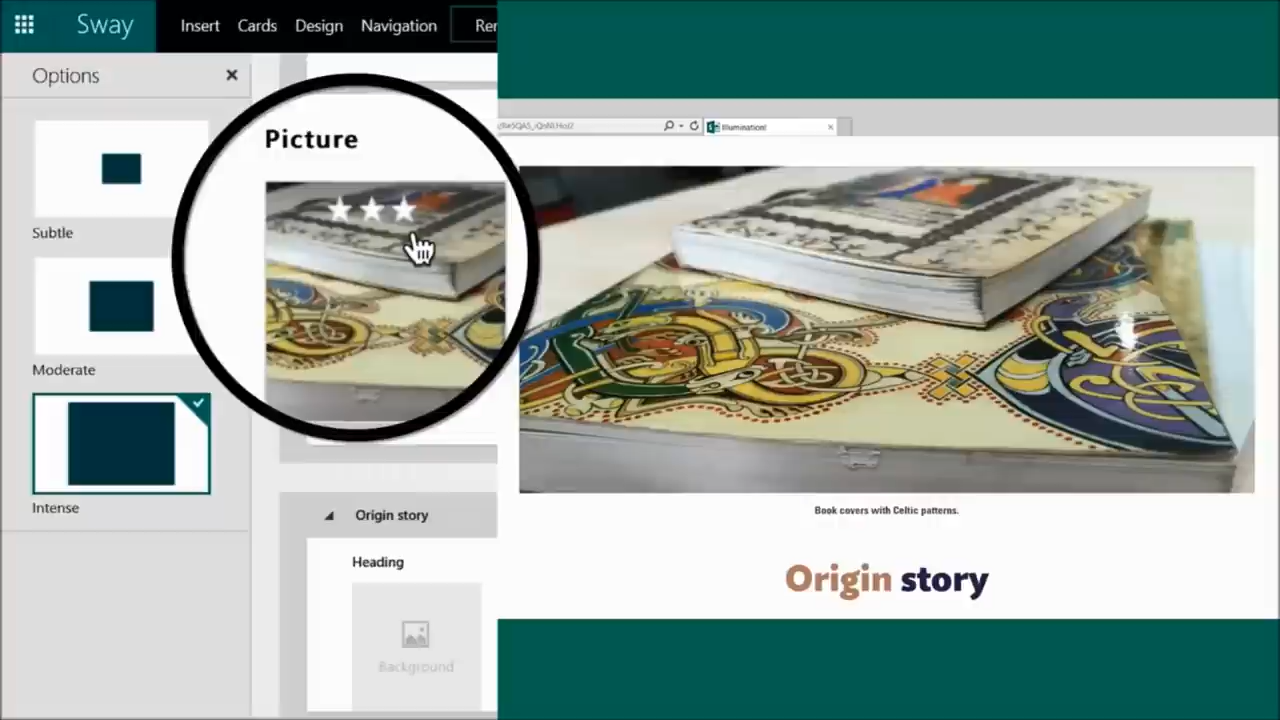 Sway
Insert Cards Design Navigation
Options
Subtle
Moderate
Intense
Picture
Origin story
Heading
Background
Illumination!
Book covers with Celtic patterns.
Origin story